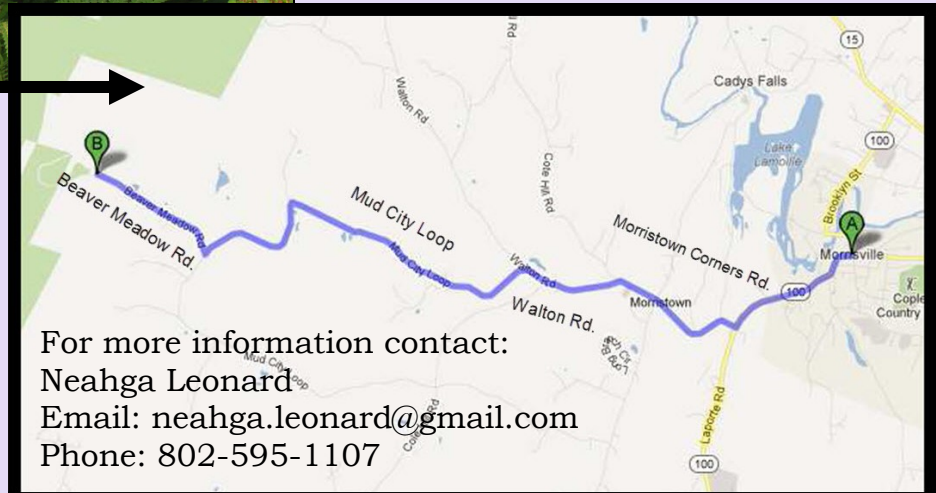 Rd
15
Cadys Falls
Walton Rd
100
Lake
Lamoille
Cote Hill Rd
Brooklyn St
B
A
Beaver Meadow Rd
Beaver Meadow Rd.
Mud City Loop
Mud City Loop
Morristown Corners Rd.
Morrisville
Walton Rd
Walton Rd.
Morristown
100
Cople
Country
For more information contact:
Mud City Loop
Neahga Leonard
Email: neahga.leonard@gmail.com
Phone: 802-595-1107
Laporte Rd
100